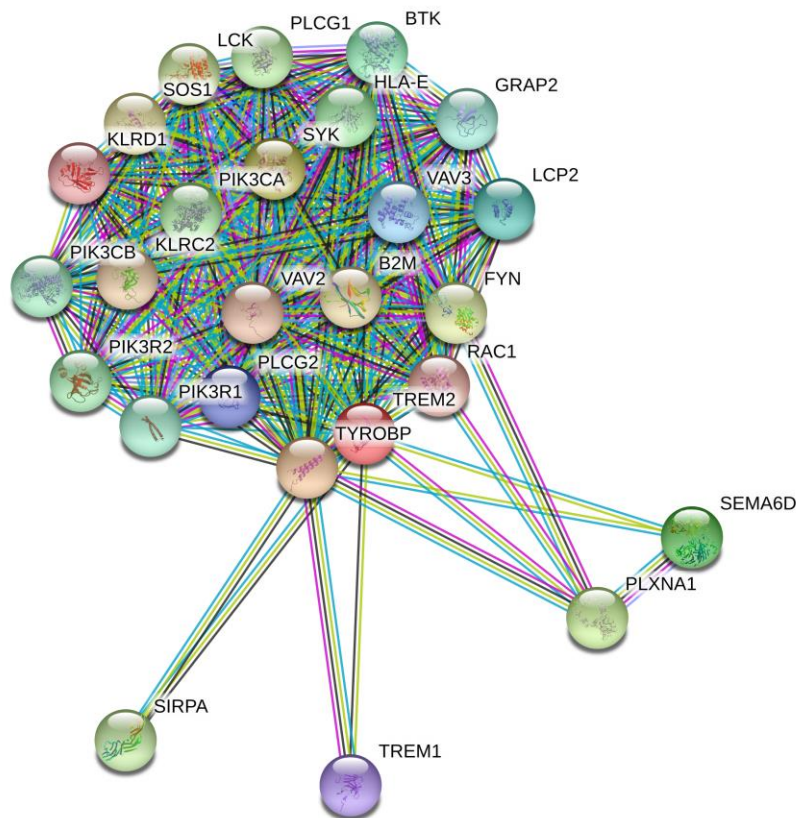 BTK
PLCG1
LCK
HLA-E
GRAP2
SOS1
KLRD1
SYK
PIK3CA
VAV3
LCP2
PIK3CB
KLRC2
B2M
VAV2
FYN
PIK3R2
PLCG2
RAC1
PIK3R1
TREM2
TYROBP
SEMA6D
PLXNA1
SIRPA
TREM1